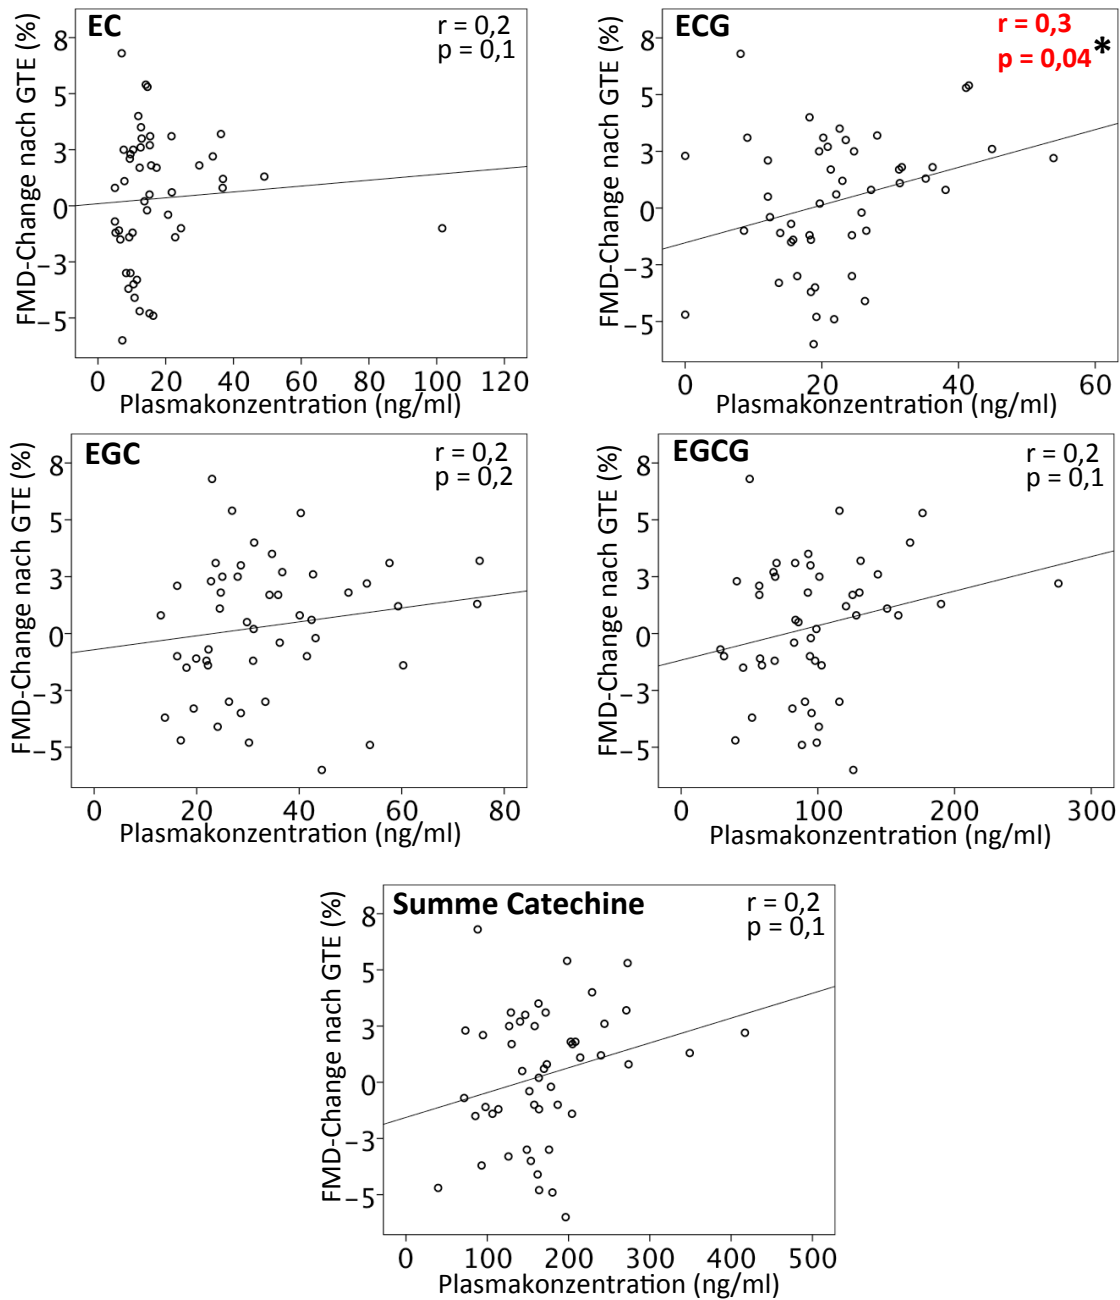 EC
r = 0,2
p = 0,1
FMD-Change nach GTE (%)
8
5
3
0
−3
−5
0 20 40 60 80 100 120
Plasmakonzentration (ng/ml)
ECG
r = 0,3
p = 0,04*
FMD-Change nach GTE (%)
8
5
3
0
−3
−5
0 20 40 60
Plasmakonzentration (ng/ml)
EGC
r = 0,2
p = 0,2
FMD-Change nach GTE (%)
8
5
3
0
−3
−5
0 20 40 60 80
Plasmakonzentration (ng/ml)
EGCG
r = 0,2
p = 0,1
FMD-Change nach GTE (%)
8
5
3
0
−3
−5
0 100 200 300
Plasmakonzentration (ng/ml)
Summe Catechine
r = 0,2
p = 0,1
FMD-Change nach GTE (%)
8
5
3
0
−3
−5
0 100 200 300 400 500
Plasmakonzentration (ng/ml)